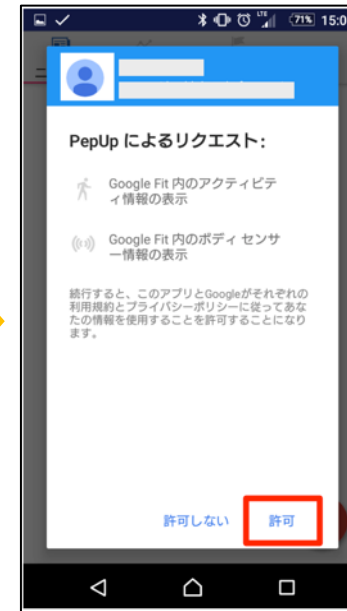 LTE 71% 15:0
PepUp によるリクエスト:
Google Fit 内のアクティビテ
ィ情報の表示
Google Fit 内のボディ センサ
ー情報の表示
続行すると、このアプリとGoogleがそれぞれの
利用規約とプライバシーポリシーに従ってあな
たの情報を使用することを許可することになり
ます。
許可しない 許可